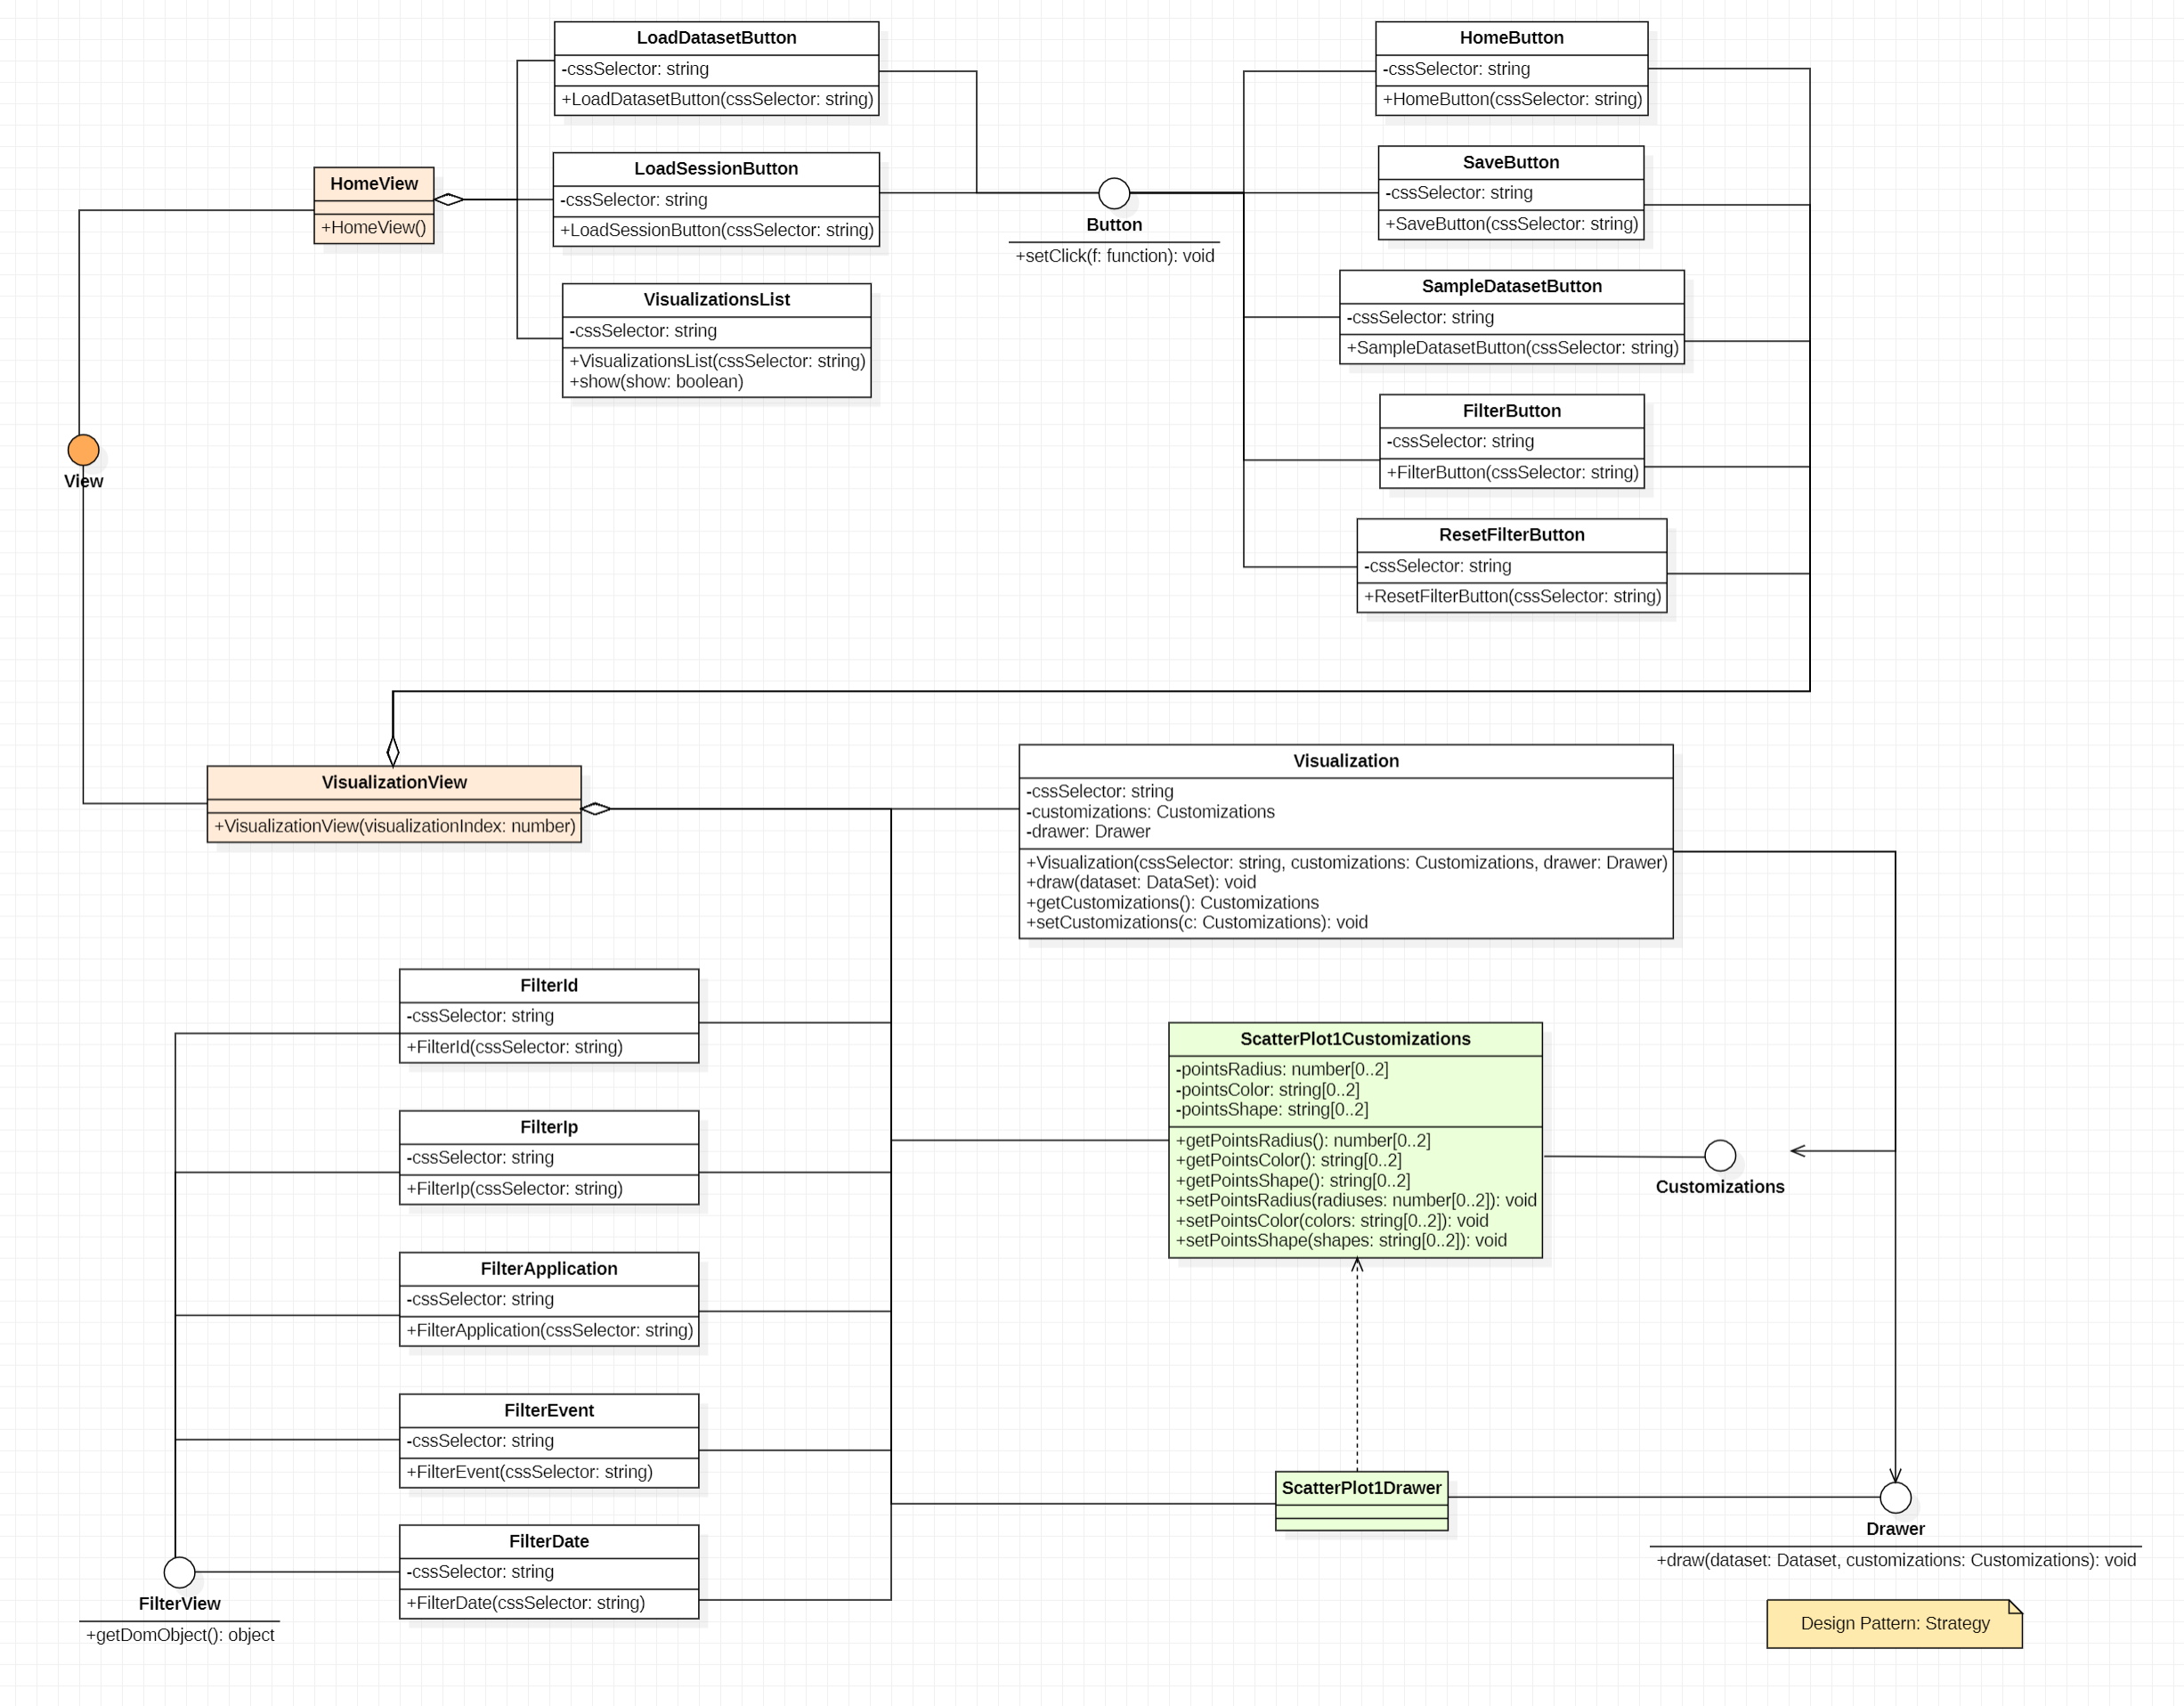 LoadDatasetButton
-cssSelector: string
+LoadDatasetButton(cssSelector: string)
HomeButton
-cssSelector: string
+HomeButton(cssSelector: string)
HomeView
+HomeView()
LoadSessionButton
-cssSelector: string
+LoadSessionButton(cssSelector: string)
Button
+setClick(f: function): void
SaveButton
-cssSelector: string
+SaveButton(cssSelector: string)
VisualizationsList
-cssSelector: string
+VisualizationsList(cssSelector: string)
+show(show: boolean)
SampleDatasetButton
-cssSelector: string
+SampleDatasetButton(cssSelector: string)
View
FilterButton
-cssSelector: string
+FilterButton(cssSelector: string)
ResetFilterButton
-cssSelector: string
+ResetFilterButton(cssSelector: string)
VisualizationView
+VisualizationView(visualizationIndex: number)
Visualization
-cssSelector: string
-customizations: Customizations
-drawer: Drawer
+Visualization(cssSelector: string, customizations: Customizations, drawer: Drawer)
+draw(dataset: DataSet): void
+getCustomizations(): Customizations
+setCustomizations(c: Customizations): void
FilterId
-cssSelector: string
+FilterId(cssSelector: string)
ScatterPlot1Customizations
-pointsRadius: number[0..2]
-pointsColor: string[0..2]
-pointsShape: string[0..2]
+getPointsRadius(): number[0..2]
+getPointsColor(): string[0..2]
+getPointsShape(): string[0..2]
+setPointsRadius(radiuses: number[0..2]): void
+setPointsColor(colors: string[0..2]): void
+setPointsShape(shapes: string[0..2]): void
Customizations
FilterIp
-cssSelector: string
+FilterIp(cssSelector: string)
FilterApplication
-cssSelector: string
+FilterApplication(cssSelector: string)
FilterEvent
-cssSelector: string
+FilterEvent(cssSelector: string)
ScatterPlot1Drawer
Drawer
+draw(dataset: Dataset, customizations: Customizations): void
FilterDate
-cssSelector: string
+FilterDate(cssSelector: string)
FilterView
+getDomObject(): object
Design Pattern: Strategy